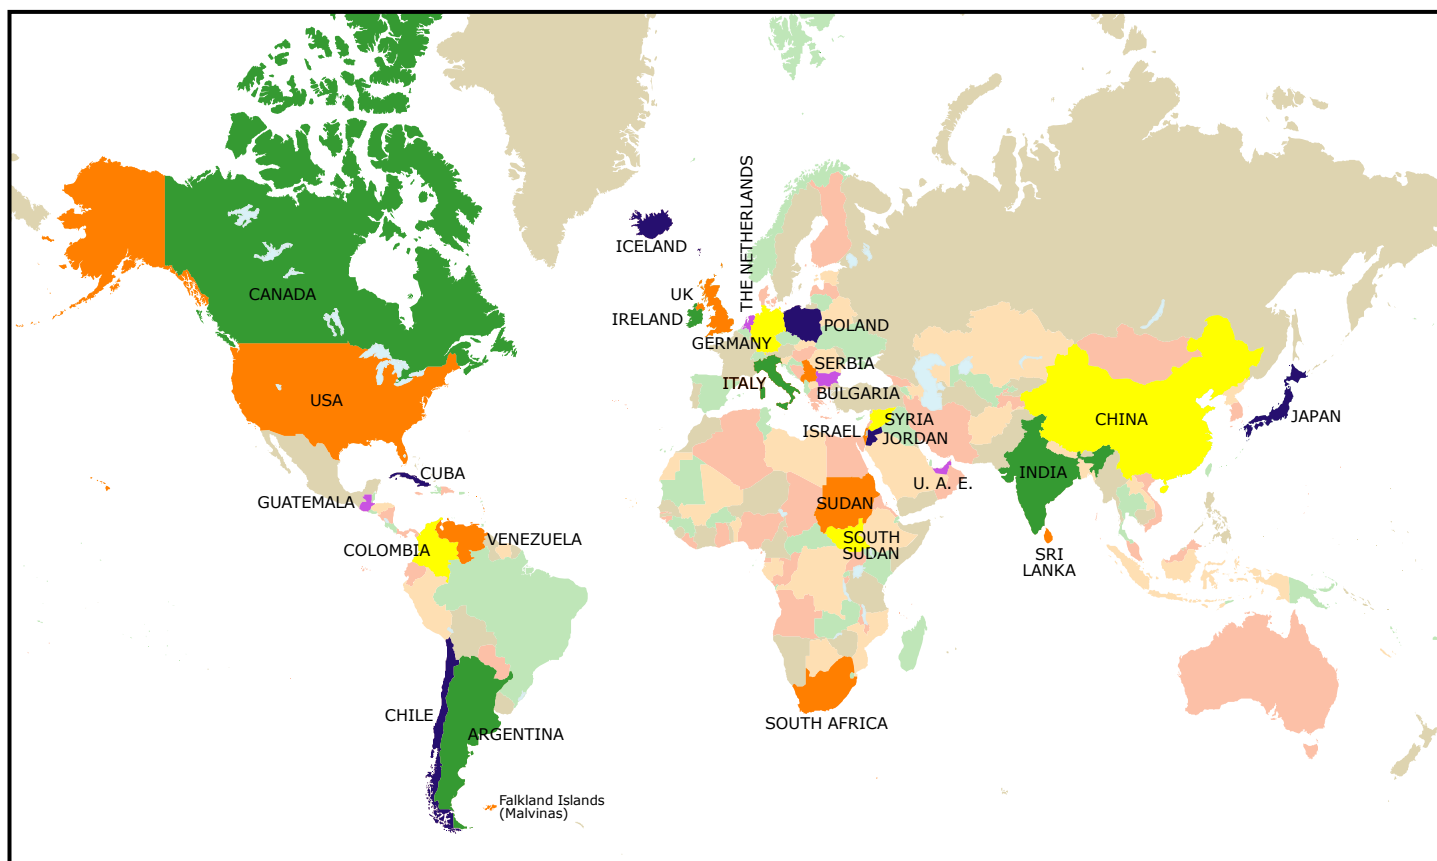 THE NETHERLANDS
ICELAND
CANADA
UK
IRELAND
POLAND
GERMANY
SERBIA
ITALY
BULGARIA
USA
SYRIA
CHINA
JAPAN
ISRAEL
JORDAN
CUBA
INDIA
U. A. E.
GUATEMALA
SUDAN
VENEZUELA
COLOMBIA
SOUTH
SUDAN
SRI
LANKA
CHILE
SOUTH AFRICA
ARGENTINA
Falkland Islands
(Malvinas)